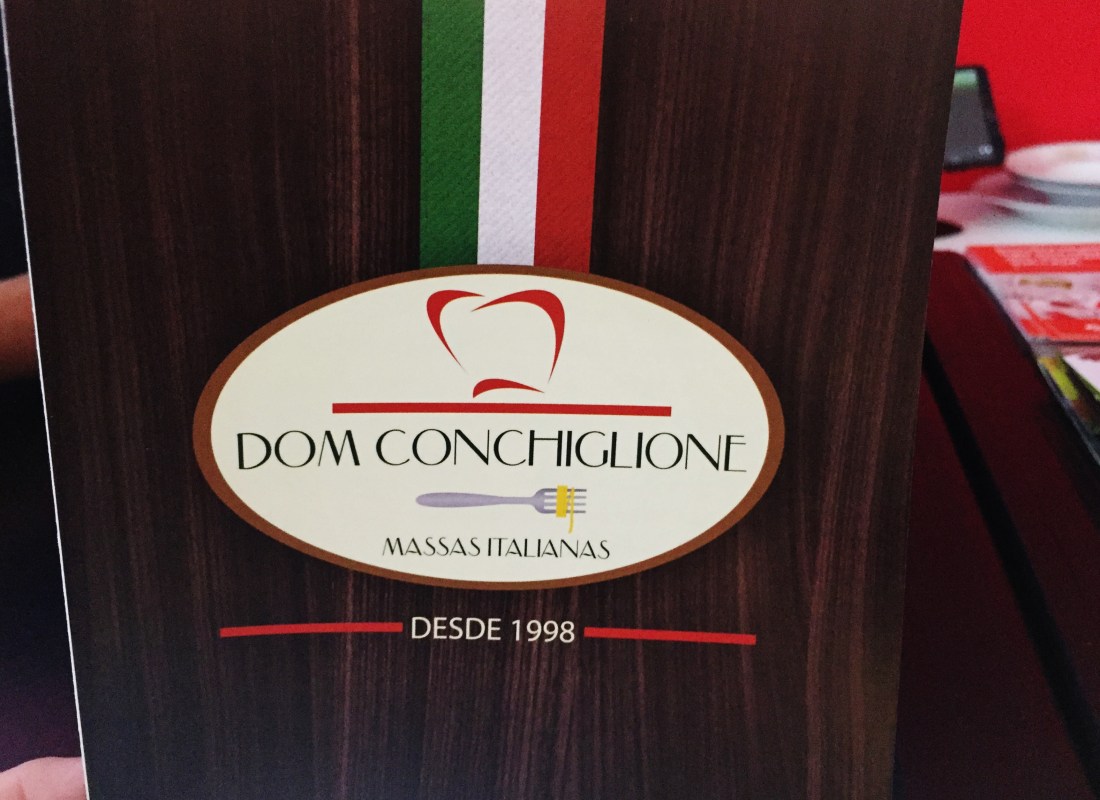 DOM CONCHIGLIONE
MASSAS ITALIANAS
DESDE 1998